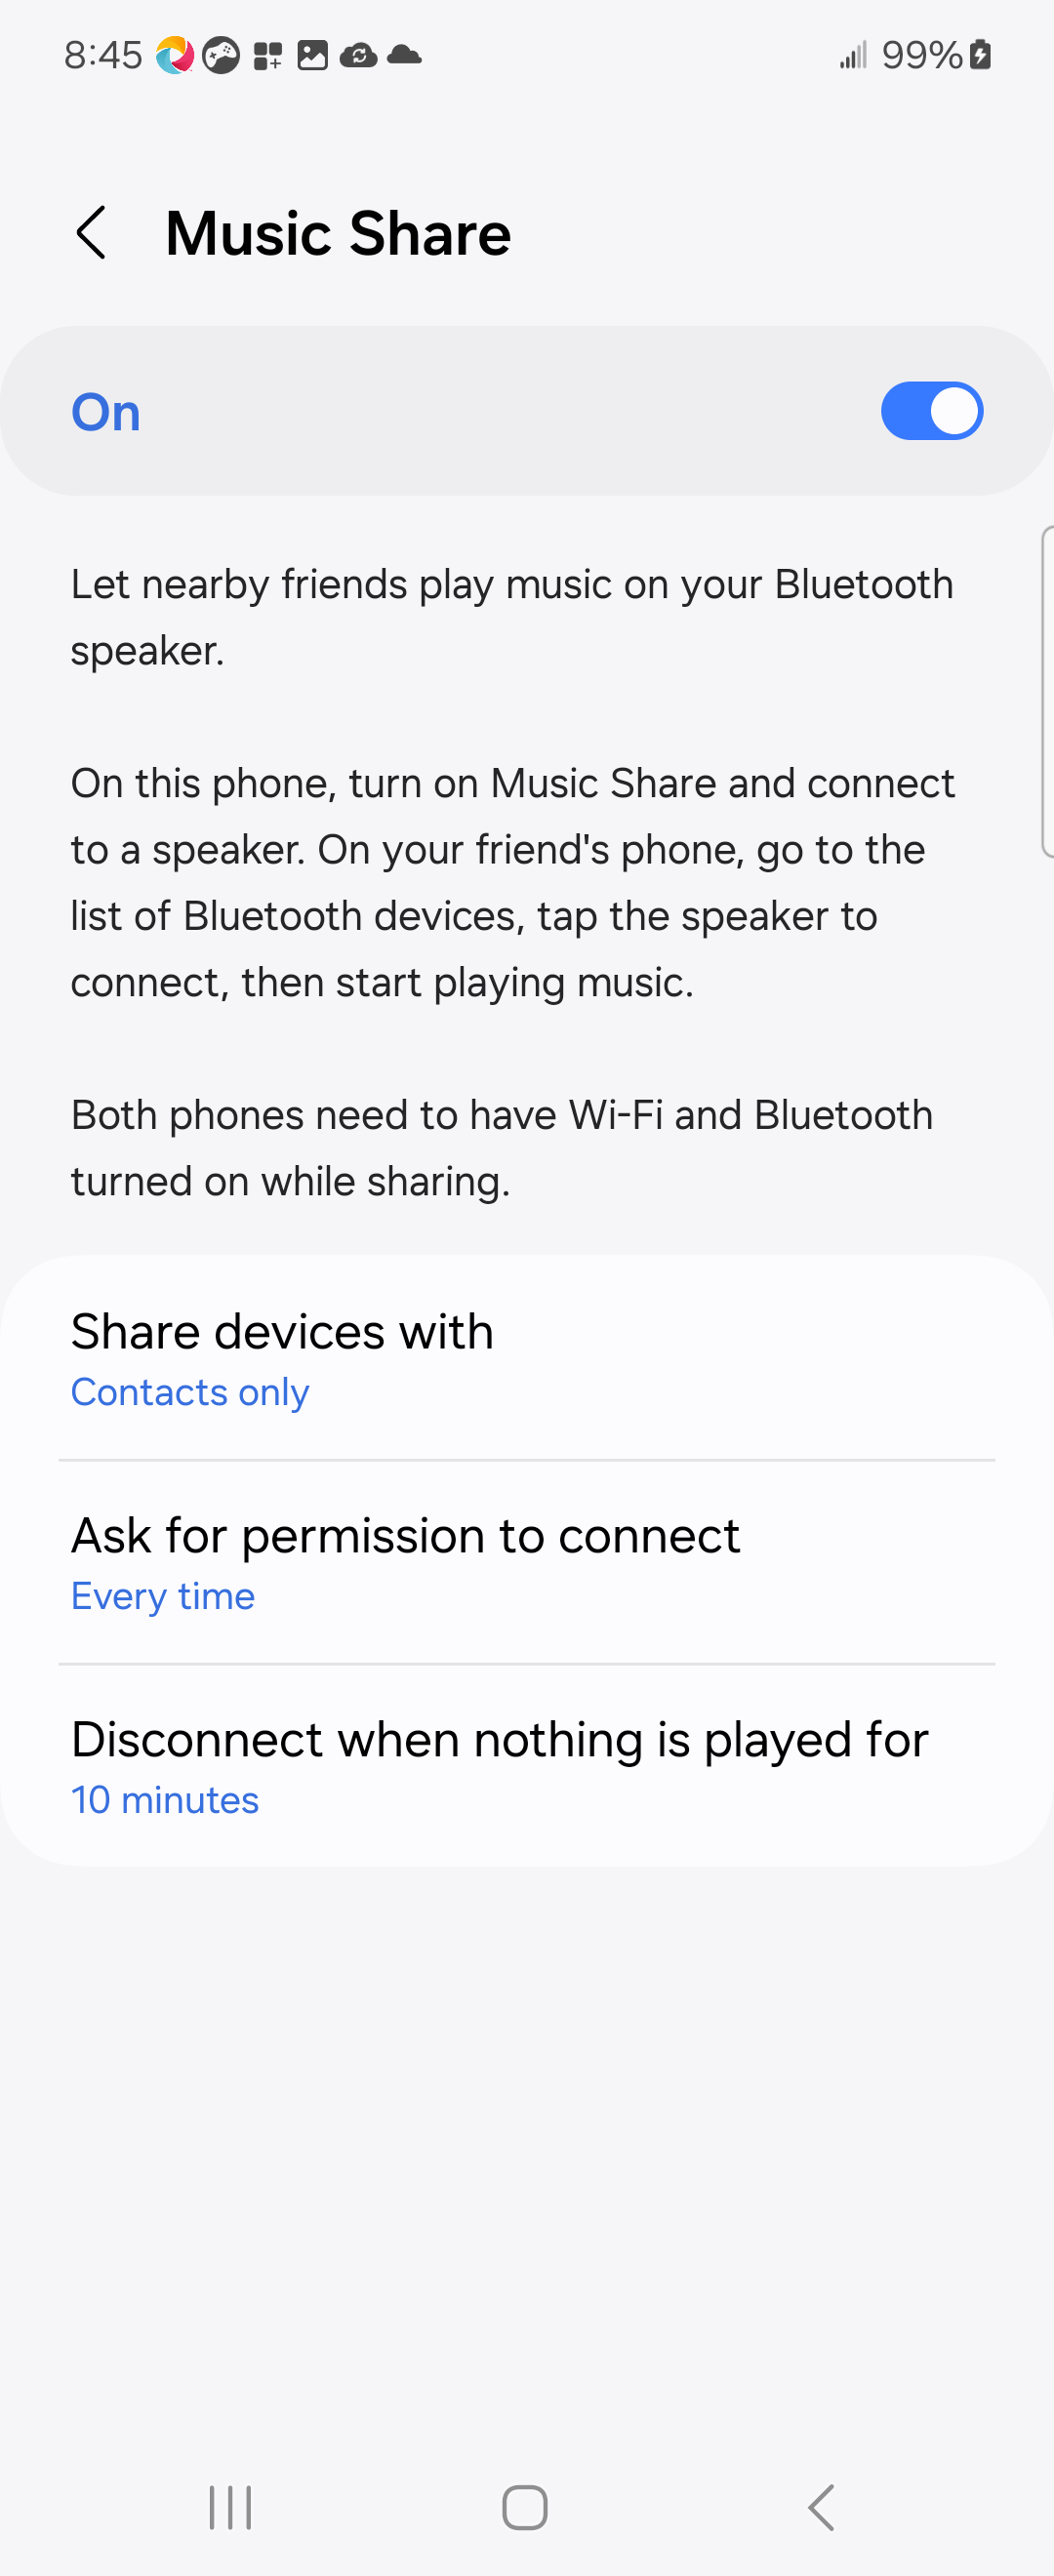 8:45
99%
Music Share
On
Let nearby friends play music on your Bluetooth
speaker.
On this phone, turn on Music Share and connect
to a speaker. On your friend's phone, go to the
list of Bluetooth devices, tap the speaker to
connect, then start playing music.
Both phones need to have Wi-Fi and Bluetooth
turned on while sharing.
Share devices with
Contacts only
Ask for permission to connect
Every time
Disconnect when nothing is played for
10 minutes